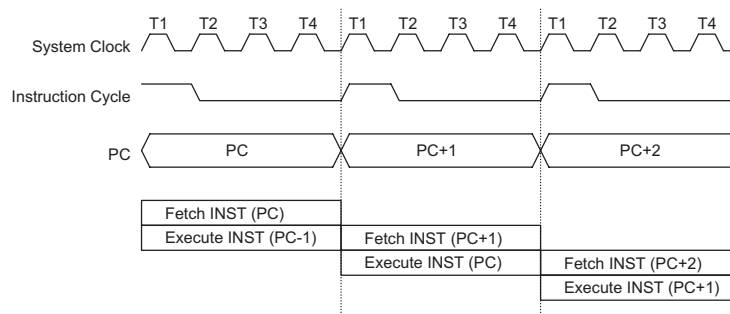 T1 T2 T3 T4 T1 T2 T3 T4 T1 T2 T3 T4
System Clock
Instruction Cycle
PC PC PC+1 PC+2
Fetch INST (PC)
Execute INST (PC-1) Fetch INST (PC+1)
Execute INST (PC) Fetch INST (PC+2)
Execute INST (PC+1)